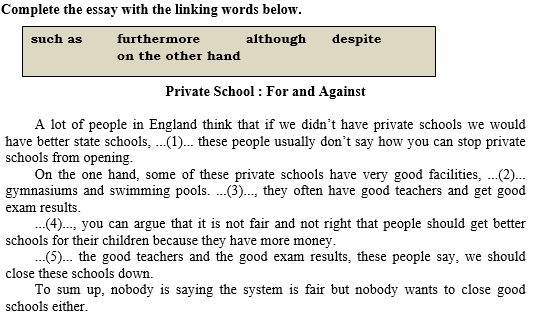 Complete the essay with the linking words below.
such as furthermore although despite
on the other hand
Private School : For and Against
A lot of people in England think that if we didn't have private schools we would
have better state schools, ...(1)... these people usually don't say how you can stop private
schools from opening.
On the one hand, some of these private schools have very good facilities, ...(2)...
gymnasiums and swimming pools. ...(3)..., they often have good teachers and get good
exam results.
...(4)..., you can argue that it is not fair and not right that people should get better
schools for their children because they have more money.
...(5)... the good teachers and the good exam results, these people say, we should
close these schools down.
To sum up, nobody is saying the system is fair but nobody wants to close good
schools either.